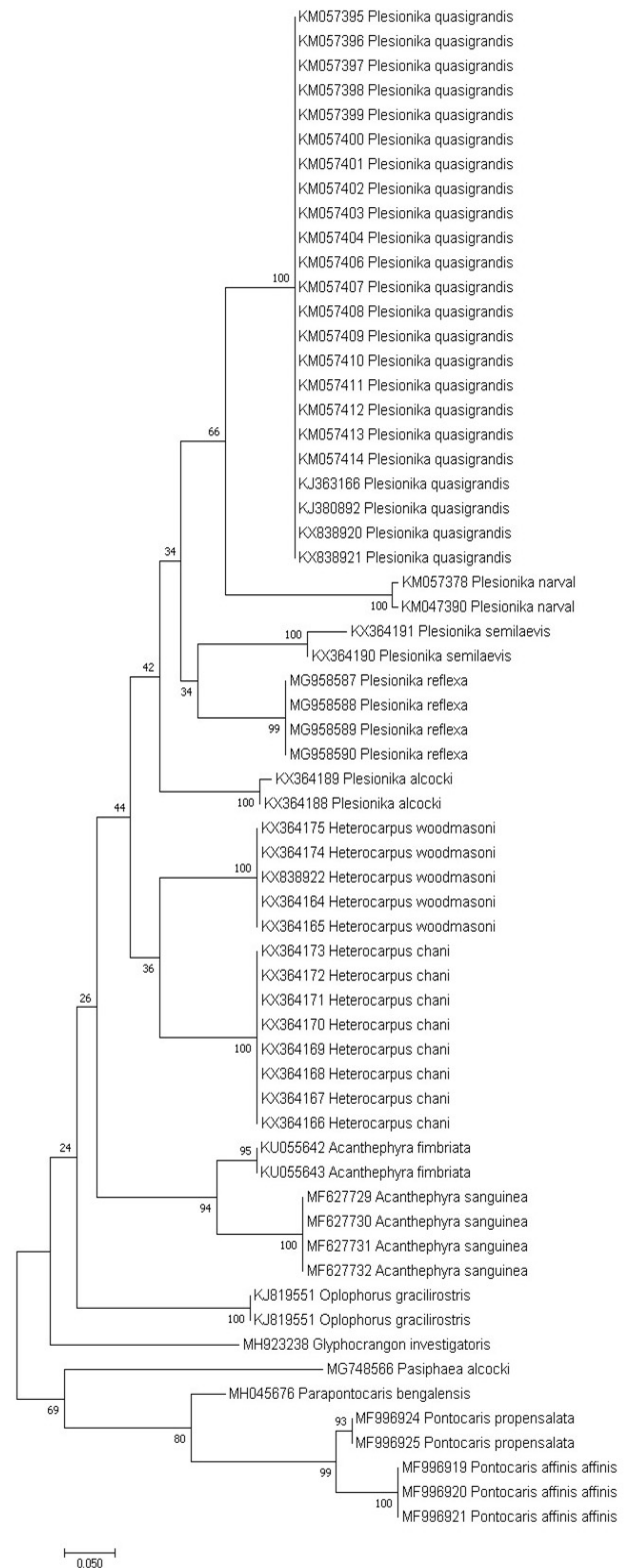 KM057395 Plesionika quasigrandis
KM057396 Plesionika quasigrandis
KM057397 Plesionika quasigrandis
KM057398 Plesionika quasigrandis
KM057399 Plesionika quasigrandis
KM057400 Plesionika quasigrandis
KM057401 Plesionika quasigrandis
KM057402 Plesionika quasigrandis
KM057403 Plesionika quasigrandis
KM057404 Plesionika quasigrandis
KM057406 Plesionika quasigrandis
100 KM057407 Plesionika quasigrandis
KM057408 Plesionika quasigrandis
KM057409 Plesionika quasigrandis
KM057410 Plesionika quasigrandis
KM057411 Plesionika quasigrandis
KM057412 Plesionika quasigrandis
66 KM057413 Plesionika quasigrandis
KM057414 Plesionika quasigrandis
KJ363166 Plesionika quasigrandis
KJ380892 Plesionika quasigrandis
KX838920 Plesionika quasigrandis
34 KX838921 Plesionika quasigrandis
KM057378 Plesionika narval
100 KM047390 Plesionika narval
100 KX364191 Plesionika semilaevis
KX364190 Plesionika semilaevis
42
34 MG958587 Plesionika reflexa
MG958588 Plesionika reflexa
99 MG958589 Plesionika reflexa
MG958590 Plesionika reflexa
KX364189 Plesionika alcocki
100 KX364188 Plesionika alcocki
44 KX364175 Heterocarpus woodmasoni
KX364174 Heterocarpus woodmasoni
100 KX838922 Heterocarpus woodmasoni
KX364164 Heterocarpus woodmasoni
KX364165 Heterocarpus woodmasoni
36 KX364173 Heterocarpus chani
KX364172 Heterocarpus chani
26 KX364171 Heterocarpus chani
KX364170 Heterocarpus chani
100 KX364169 Heterocarpus chani
KX364168 Heterocarpus chani
KX364167 Heterocarpus chani
KX364166 Heterocarpus chani
24 95 KU055642 Acanthephyra fimbriata
KU055643 Acanthephyra fimbriata
94 MF627729 Acanthephyra sanguinea
MF627730 Acanthephyra sanguinea
100 MF627731 Acanthephyra sanguinea
MF627732 Acanthephyra sanguinea
KJ819551 Oplophorus gracilirostris
100 KJ819551 Oplophorus gracilirostris
MH923238 Glyphocrangon investigatoris
MG748566 Pasiphaea alcocki
69 MH045676 Parapontocaris bengalensis
80 93 MF996924 Pontocaris propensalata
MF996925 Pontocaris propensalata
99 MF996919 Pontocaris affinis affinis
MF996920 Pontocaris affinis affinis
100 MF996921 Pontocaris affinis affinis
0.050